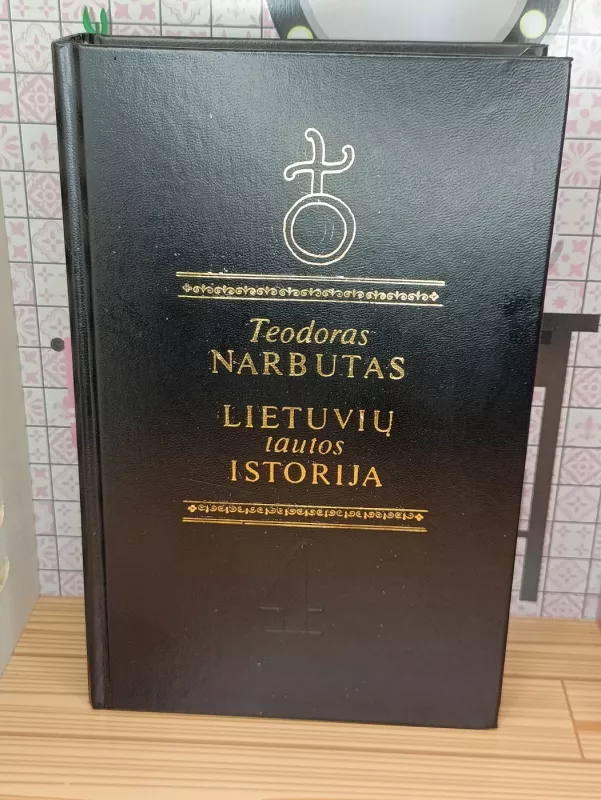 Teodoras
NARBUTAS
LIETUVIŲ
tautos
ISTORIJA